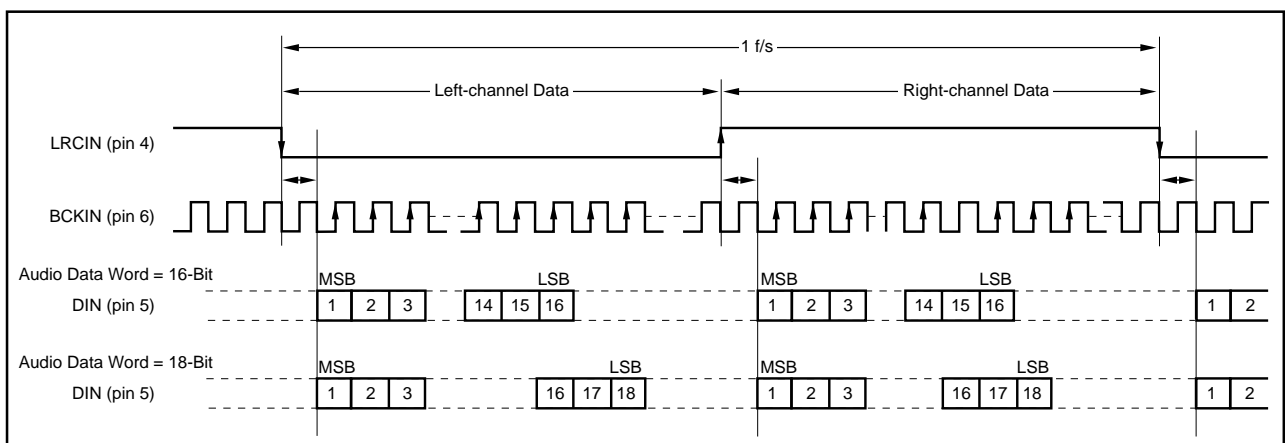 1 f/s
Left-channel Data Right-channel Data
LRCIN (pin 4)
BCKIN (pin 6)
Audio Data Word = 16-Bit
MSB LSB MSB LSB
DIN (pin 5) 1 2 3 14 15 16 1 2 3 14 15 16 1 2
Audio Data Word = 18-Bit
MSB LSB MSB LSB
DIN (pin 5) 1 2 3 16 17 18 1 2 3 16 17 18 1 2